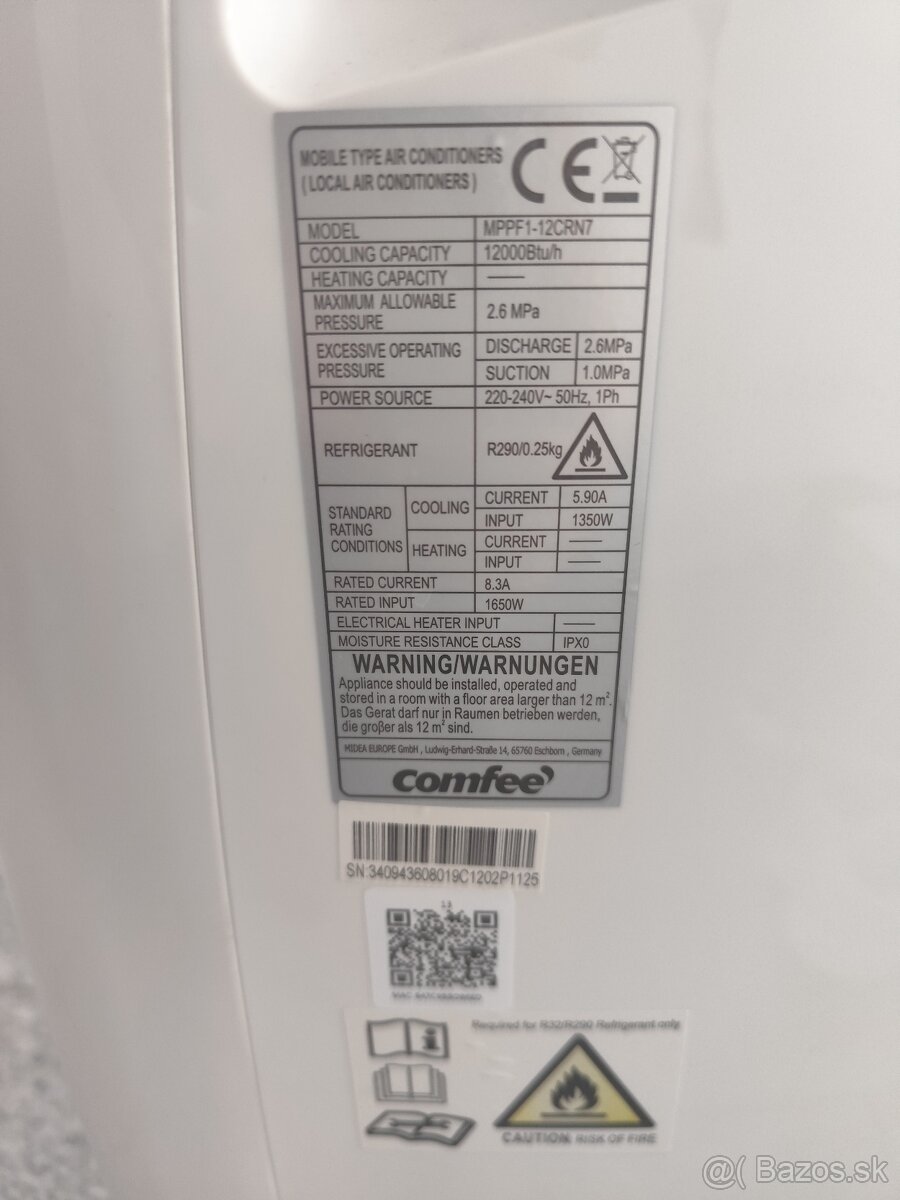 MOBILE TYPE AIR CONDITIONERS
( LOCAL AIR CONDITIONERS )
CE
MODEL MPPF1-12CRN7
COOLING CAPACITY 12000Btu/h
HEATING CAPACITY ——
MAXIMUM ALLOWABLE PRESSURE 2.6 MPa
EXCESSIVE OPERATING PRESSURE DISCHARGE 2.6MPa
SUCTION 1.0MPa
POWER SOURCE 220-240V~ 50Hz, 1Ph
REFRIGERANT R290/0.25kg
STANDARD RATING CONDITIONS COOLING CURRENT 5.90A
INPUT 1350W
HEATING CURRENT ——
INPUT ——
RATED CURRENT 8.3A
RATED INPUT 1650W
ELECTRICAL HEATER INPUT ——
MOISTURE RESISTANCE CLASS IPX0
WARNING/WARNUNGEN
Appliance should be installed, operated and
stored in a room with a floor area larger than 12 m².
Das Gerat darf nur in Raumen betrieben werden,
die großer als 12 m² sind.
MIDEA EUROPE GmbH , Ludwig-Erhard-Straße 14, 65760 Eschborn , Germany
comfee'
SN:340943608019C1202P1125
13
Required for R32/R290 Refrigerant only
CAUTION: RISK OF FIRE
@( Bazos.sk